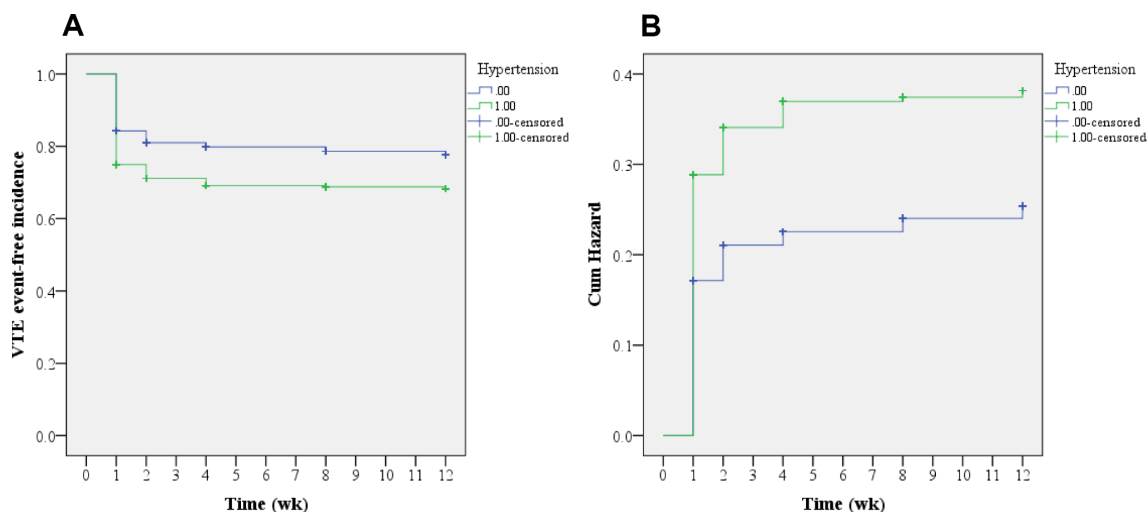 A
VTE event-free incidence
1.0
0.8
0.6
0.4
0.2
0.0
0 1 2 3 4 5 6 7 8 9 10 11 12
Time (wk)
Hypertension
.00
1.00
.00-censored
1.00-censored
B
Cum Hazard
0.4
0.3
0.2
0.1
0.0
0 1 2 3 4 5 6 7 8 9 10 11 12
Time (wk)
Hypertension
.00
1.00
.00-censored
1.00-censored